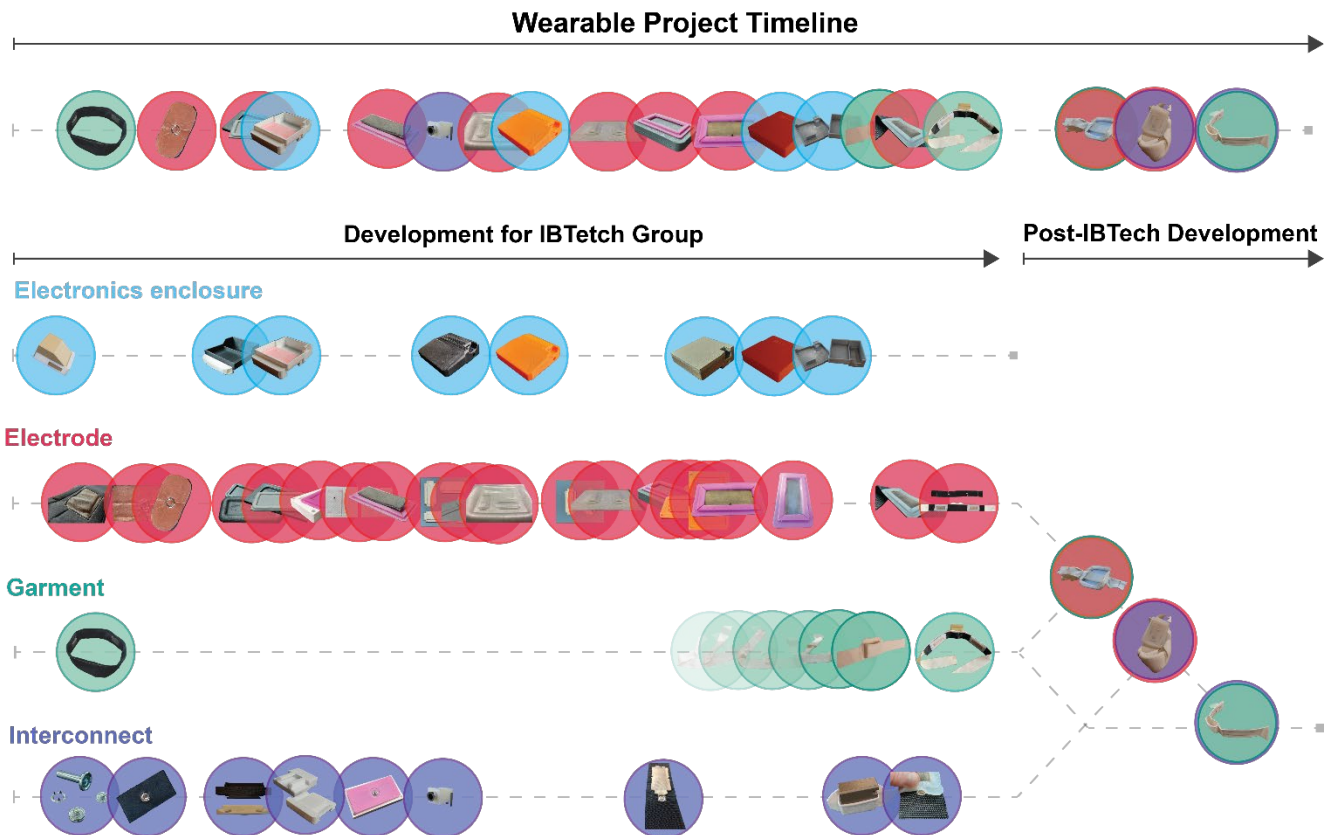 Wearable Project Timeline
Development for IBTetch Group
Post-IBTech Development
Electronics enclosure
Electrode
Garment
Interconnect